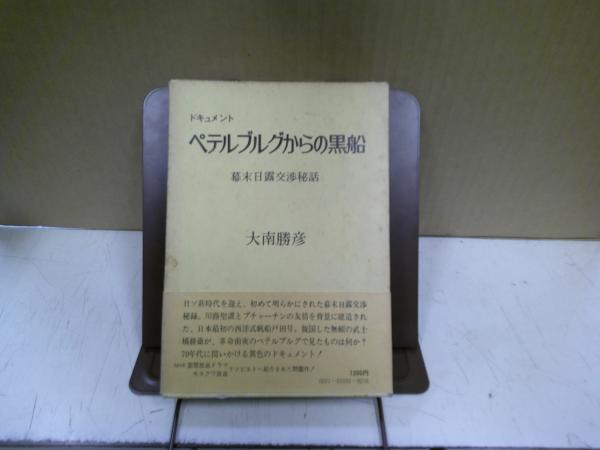 ドキュメント
ペテルブルグからの黒船
幕末日露交渉秘話
大南勝彦
日ソ新時代を迎え、初めて明らかにされた幕末日露交渉
秘録。川路聖謨とプチャーチンの友情を背景に建造され
た、日本最初の西洋式帆船戸田号。脱国した無頼の武士
橘耕斎が、革命前夜のペテルブルグで見たものは何か？
70年代に問いかける異色のドキュメント！
NHK
モスクワ放送
1200円